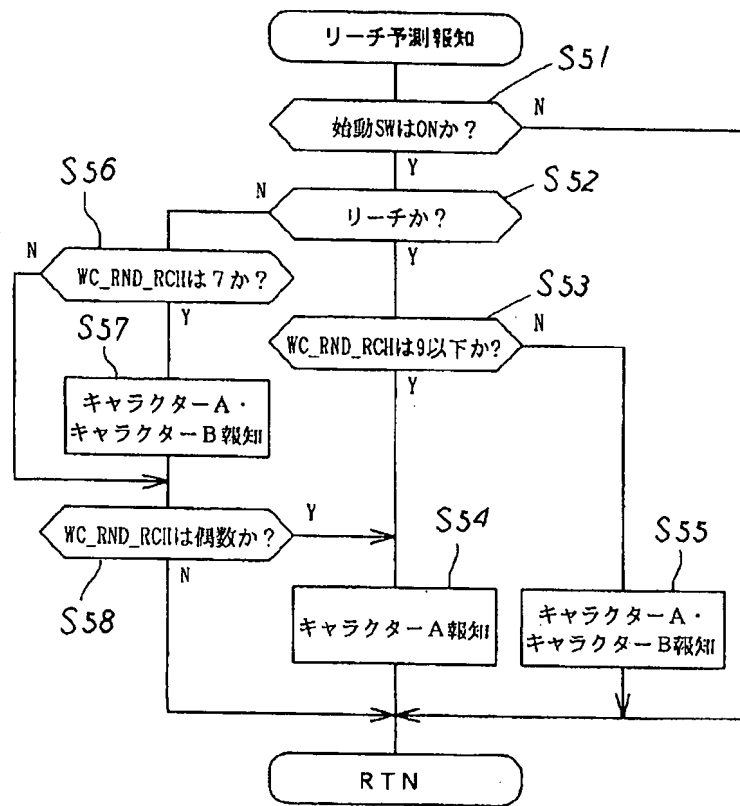 リーチ予測報知
S51
始動SWはONか？
N
Y
S52
N
リーチか？
Y
S56
N
WC_RND_RCHは7か？
Y
S53
WC_RND_RCHは9以下か?
N
Y
S57
キャラクターA・
キャラクターB報知
WC_RND_RCHは偶数か？
Y
N
S58
S54
キャラクターA報知
S55
キャラクターA・
キャラクターB報知
RTN